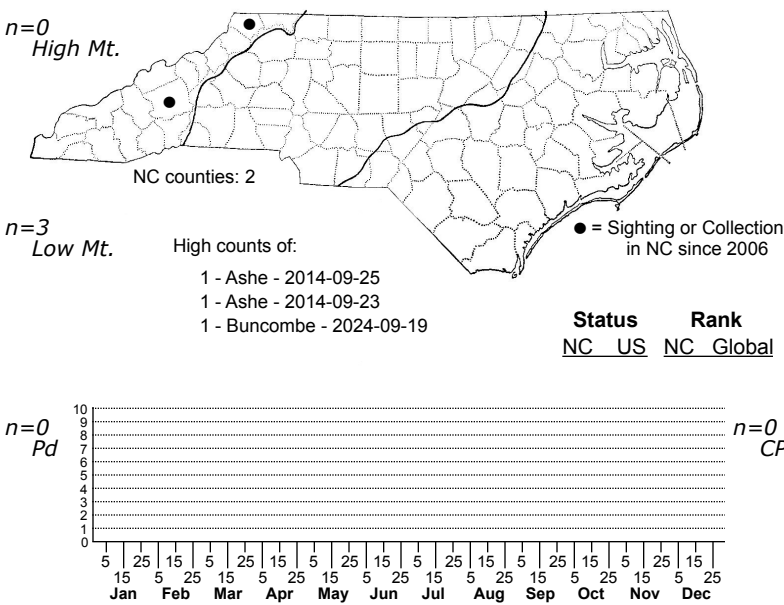 n=0
High Mt.
NC counties: 2
n=3
Low Mt.
High counts of:
1 - Ashe - 2014-09-25
1 - Ashe - 2014-09-23
1 - Buncombe - 2024-09-19
● = Sighting or Collection
in NC since 2006
Status Rank
NC US NC Global
n=0
Pd
n=0
CP
10
9
8
7
6
5
4
3
2
1
0
5 25 15 5 25 15 5 25 15 5 25 15 5 25 15 5 25 15
15 5 25 15 5 25 15 5 25 15 5 25 15 5 25 15 5 25
Jan Feb Mar Apr May Jun Jul Aug Sep Oct Nov Dec